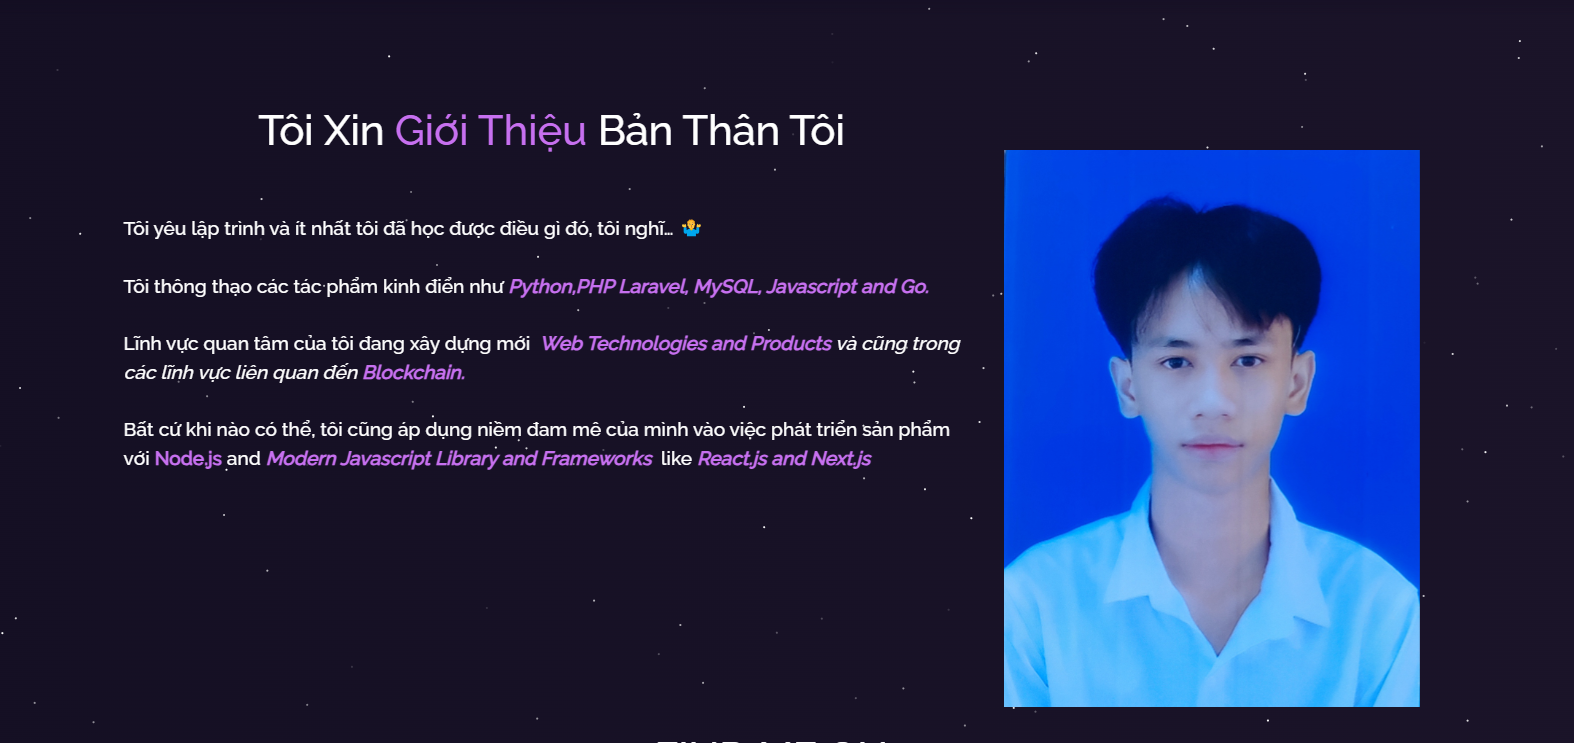 Tôi Xin Giới Thiệu Bản Thân Tôi
Tôi yêu lập trình và ít nhất tôi đã học được điều gì đó, tôi nghĩ… 🤷‍♂️
Tôi thông thạo các tác phẩm kinh điển như Python,PHP Laravel, MySQL, Javascript and Go.
Lĩnh vực quan tâm của tôi đang xây dựng mới Web Technologies and Products và cũng trong
các lĩnh vực liên quan đến Blockchain.
Bất cứ khi nào có thể, tôi cũng áp dụng niềm đam mê của mình vào việc phát triển sản phẩm
với Node.js and Modern Javascript Library and Frameworks like React.js and Next.js